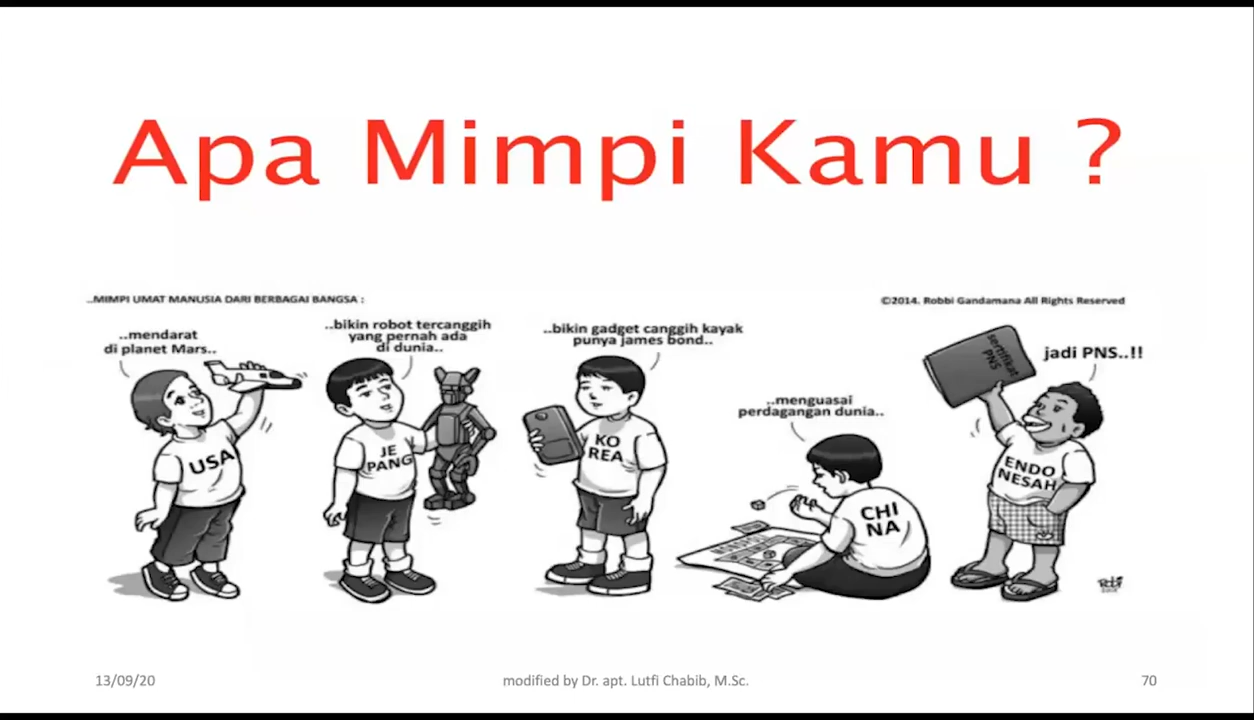 Apa Mimpi Kamu ?
..MIMPI UMAT MANUSIA DARI BERBAGAI BANGSA :
©2014. Robbi Gandamana All Rights Reserved
..mendarat
di planet Mars..
..bikin robot tercanggih
yang pernah ada
di dunia..
..bikin gadget canggih kayak
punya james bond..
..menguasai
perdagangan dunia..
jadi PNS..!!
sertifikat
PNS
USA
JE
PANG
KO
REA
CHI
NA
ENDO
NESAH
13/09/20
modified by Dr. apt. Lutfi Chabib, M.Sc.
70